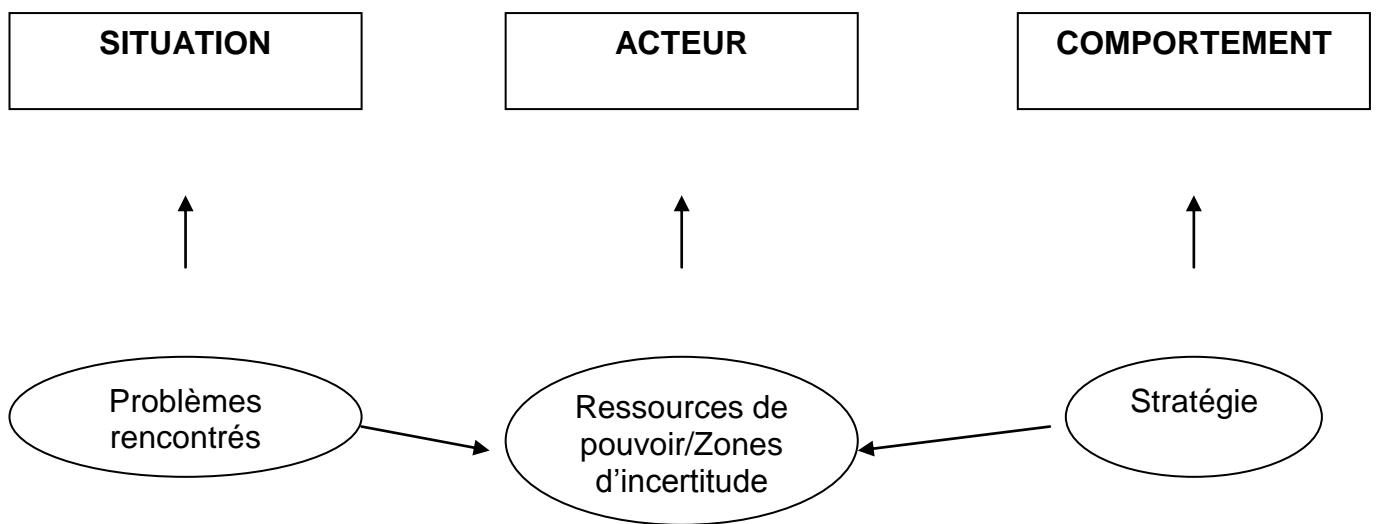 SITUATION
ACTEUR
COMPORTEMENT
Problèmes
rencontrés
Ressources de
pouvoir/Zones
d’incertitude
Stratégie